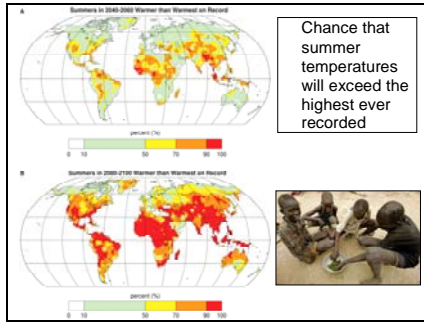 A Summers in 2040-2060 Warmer than Warmest on Record
percent (%)
0 10 50 70 90 100
B Summers in 2080-2100 Warmer than Warmest on Record
percent (%)
0 10 50 70 90 100
Chance that
summer
temperatures
will exceed the
highest ever
recorded